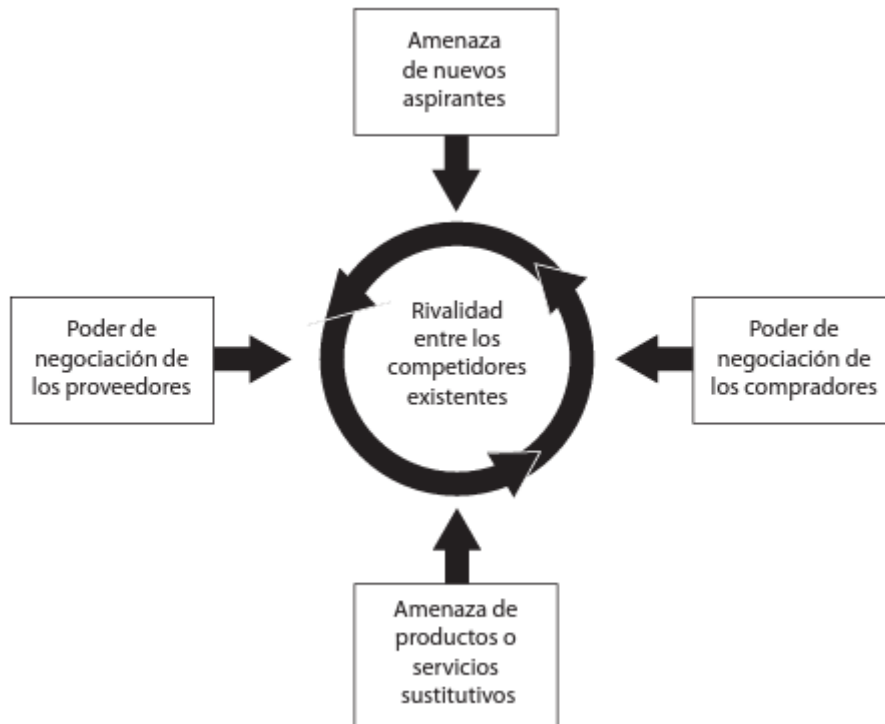 Amenaza
de nuevos
aspirantes
Poder de
negociación de
los proveedores
Rivalidad
entre los
competidores
existentes
Poder de
negociación de
los compradores
Amenaza de
productos o
servicios
sustitutivos